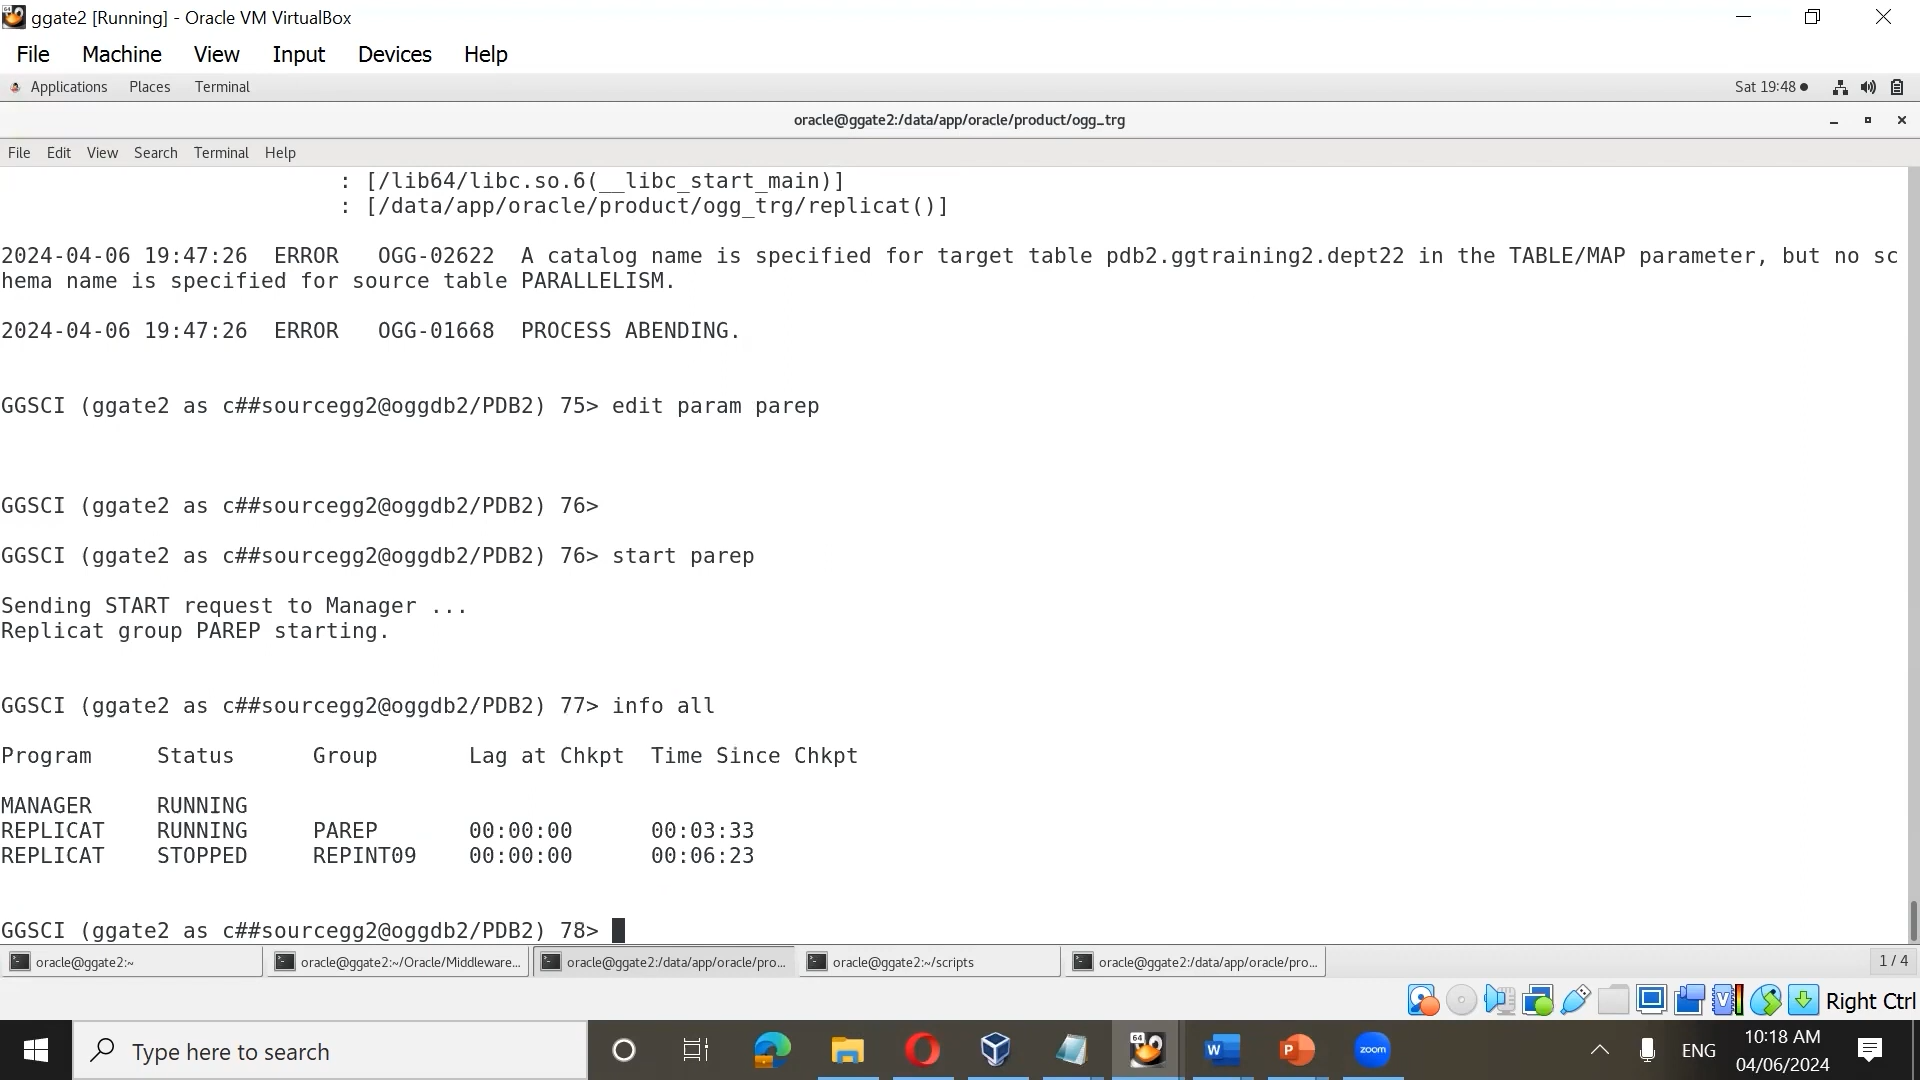 ggate2 [Running] - Oracle VM VirtualBox
File Machine View Input Devices Help
Applications Places Terminal Sat 19:48
oracle@ggate2:/data/app/oracle/product/ogg_trg
File Edit View Search Terminal Help
: [/lib64/libc.so.6(__libc_start_main)]
: [/data/app/oracle/product/ogg_trg/replicat()]
2024-04-06 19:47:26 ERROR OGG-02622 A catalog name is specified for target table pdb2.ggtraining2.dept22 in the TABLE/MAP parameter, but no sc
hema name is specified for source table PARALLELISM.
2024-04-06 19:47:26 ERROR OGG-01668 PROCESS ABENDING.
GGSCI (ggate2 as c##sourcegg2@oggdb2/PDB2) 75> edit param parep
GGSCI (ggate2 as c##sourcegg2@oggdb2/PDB2) 76>
GGSCI (ggate2 as c##sourcegg2@oggdb2/PDB2) 76> start parep
Sending START request to Manager ...
Replicat group PAREP starting.
GGSCI (ggate2 as c##sourcegg2@oggdb2/PDB2) 77> info all
Program Status Group Lag at Chkpt Time Since Chkpt
MANAGER RUNNING
REPLICAT RUNNING PAREP 00:00:00 00:03:33
REPLICAT STOPPED REPINT09 00:00:00 00:06:23
GGSCI (ggate2 as c##sourcegg2@oggdb2/PDB2) 78>
oracle@ggate2:~ oracle@ggate2:~/Oracle/Middleware... oracle@ggate2:/data/app/oracle/pro... oracle@ggate2:~/scripts oracle@ggate2:/data/app/oracle/pro... 1 / 4
Right Ctrl
Type here to search zoom ENG 10:18 AM
04/06/2024